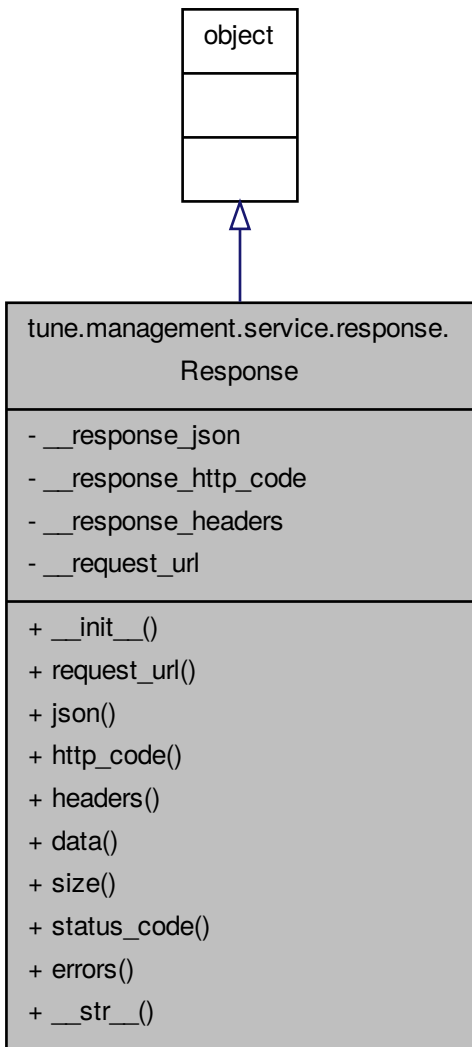 object
tune.management.service.response.
Response
- __response_json
- __response_http_code
- __response_headers
- __request_url
+ __init__()
+ request_url()
+ json()
+ http_code()
+ headers()
+ data()
+ size()
+ status_code()
+ errors()
+ __str__()